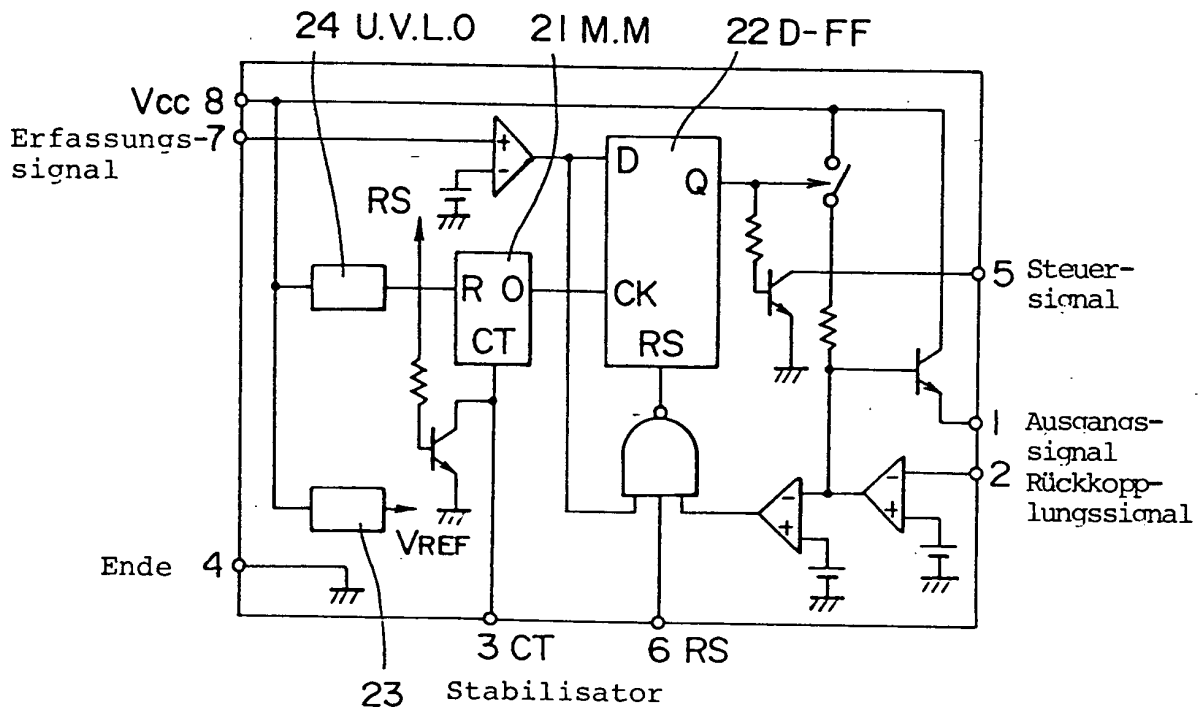 24 U.V.L.O 21 M.M 22 D-FF
Vcc 8
Erfassungs- 7
signal
+
-
D
Q
RS
R O
CK
5 Steuer-
signal
CT
RS
1 Ausgangs-
signal
2 Rückkopp-
lungssignal
-
+
-
+
VREF
Ende 4
3 CT
6 RS
23 Stabilisator